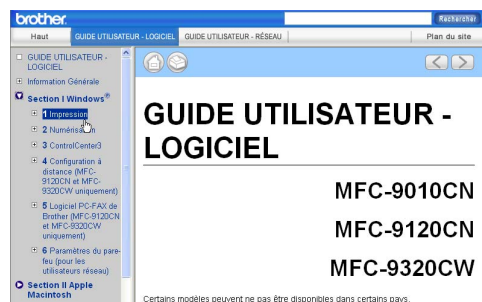 brother
Rechercher
Haut
GUIDE UTILISATEUR - LOGICIEL
GUIDE UTILISATEUR - RÉSEAU
Plan du site
GUIDE UTILISATEUR -
LOGICIEL
Information Générale
Section I Windows®
1 Impression
2 Numérisation
3 ControlCenter3
4 Configuration à
distance (MFC-
9120CN et MFC-
9320CW uniquement)
5 Logiciel PC-FAX de
Brother (MFC-9120CN
et MFC-9320CW
uniquement)
6 Paramètres du pare-
feu (pour les
utilisateurs réseau)
Section II Apple
Macintosh
GUIDE UTILISATEUR -
LOGICIEL
MFC-9010CN
MFC-9120CN
MFC-9320CW
Certains modèles peuvent ne pas être disponibles dans certains pays.